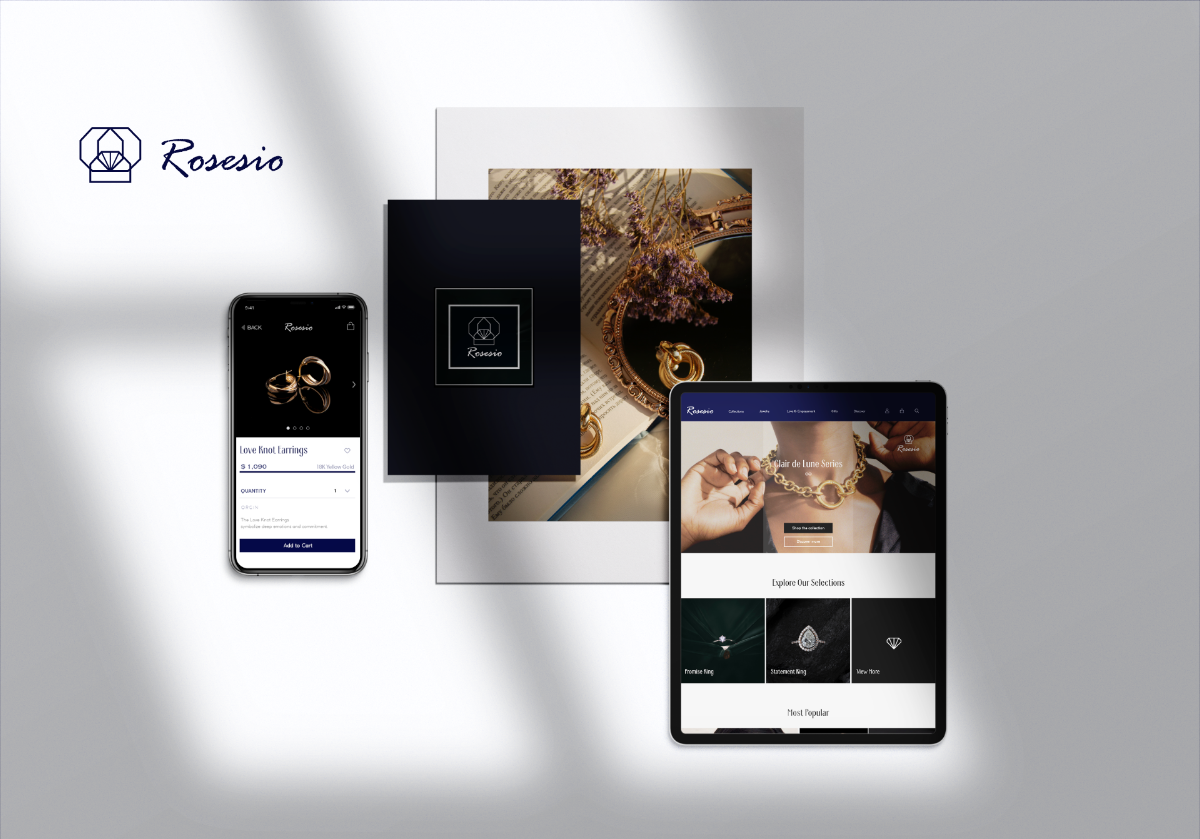 Rosesio
Rosesio
9:41
BACK
Rosesio
Love Knot Earrings
$ 1,090
18K Yellow Gold
QUANTITY
1
The Love Knot Earrings
symbolize deep emotions and commitment.
Add to Cart
Rosesio
Collections
Jewelry
Love & Engagement
Gifts
Discover
Rosesio
Clair de Lune Series
Shop the collection
Discover more
Explore Our Selections
Promise Ring
Statement Ring
View More
Most Popular